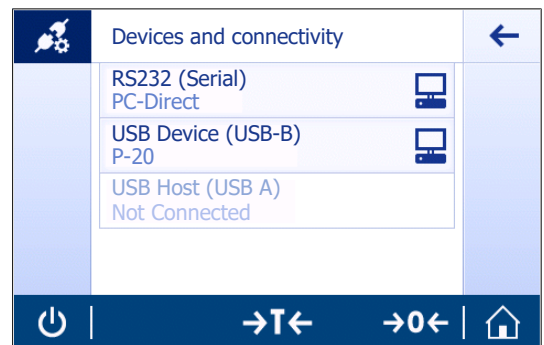 Devices and connectivity
RS232 (Serial)
PC-Direct
USB Device (USB-B)
P-20
USB Host (USB A)
Not Connected
→T← →0←